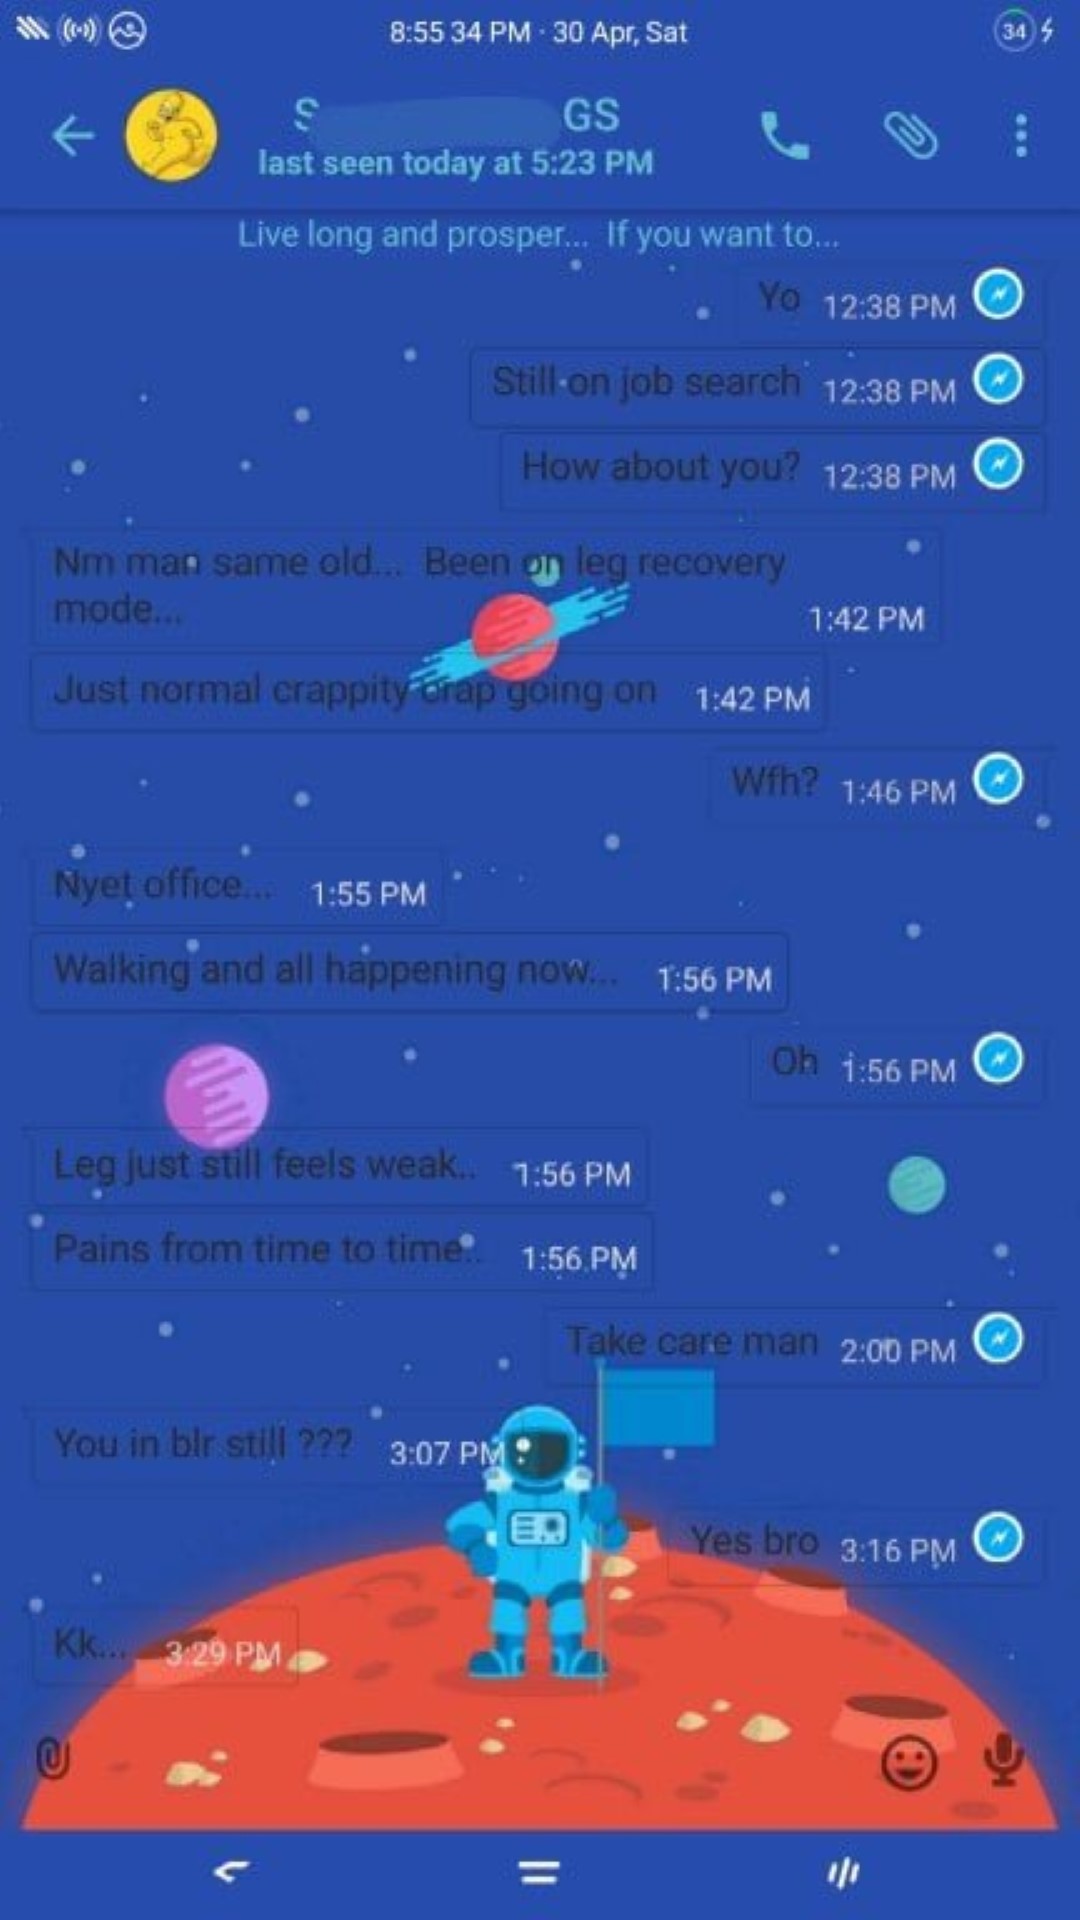 8:55 34 PM · 30 Apr, Sat
34
S GS
last seen today at 5:23 PM
Live long and prosper... If you want to...
Yo 12:38 PM
Still on job search 12:38 PM
How about you? 12:38 PM
Nm man same old... Been on leg recovery
mode... 1:42 PM
Just normal crappity crap going on 1:42 PM
Wfh? 1:46 PM
Nyet office... 1:55 PM
Walking and all happening now... 1:56 PM
Oh 1:56 PM
Leg just still feels weak.. 1:56 PM
Pains from time to time.. 1:56 PM
Take care man 2:00 PM
You in blr still ??? 3:07 PM
Yes bro 3:16 PM
Kk... 3:29 PM